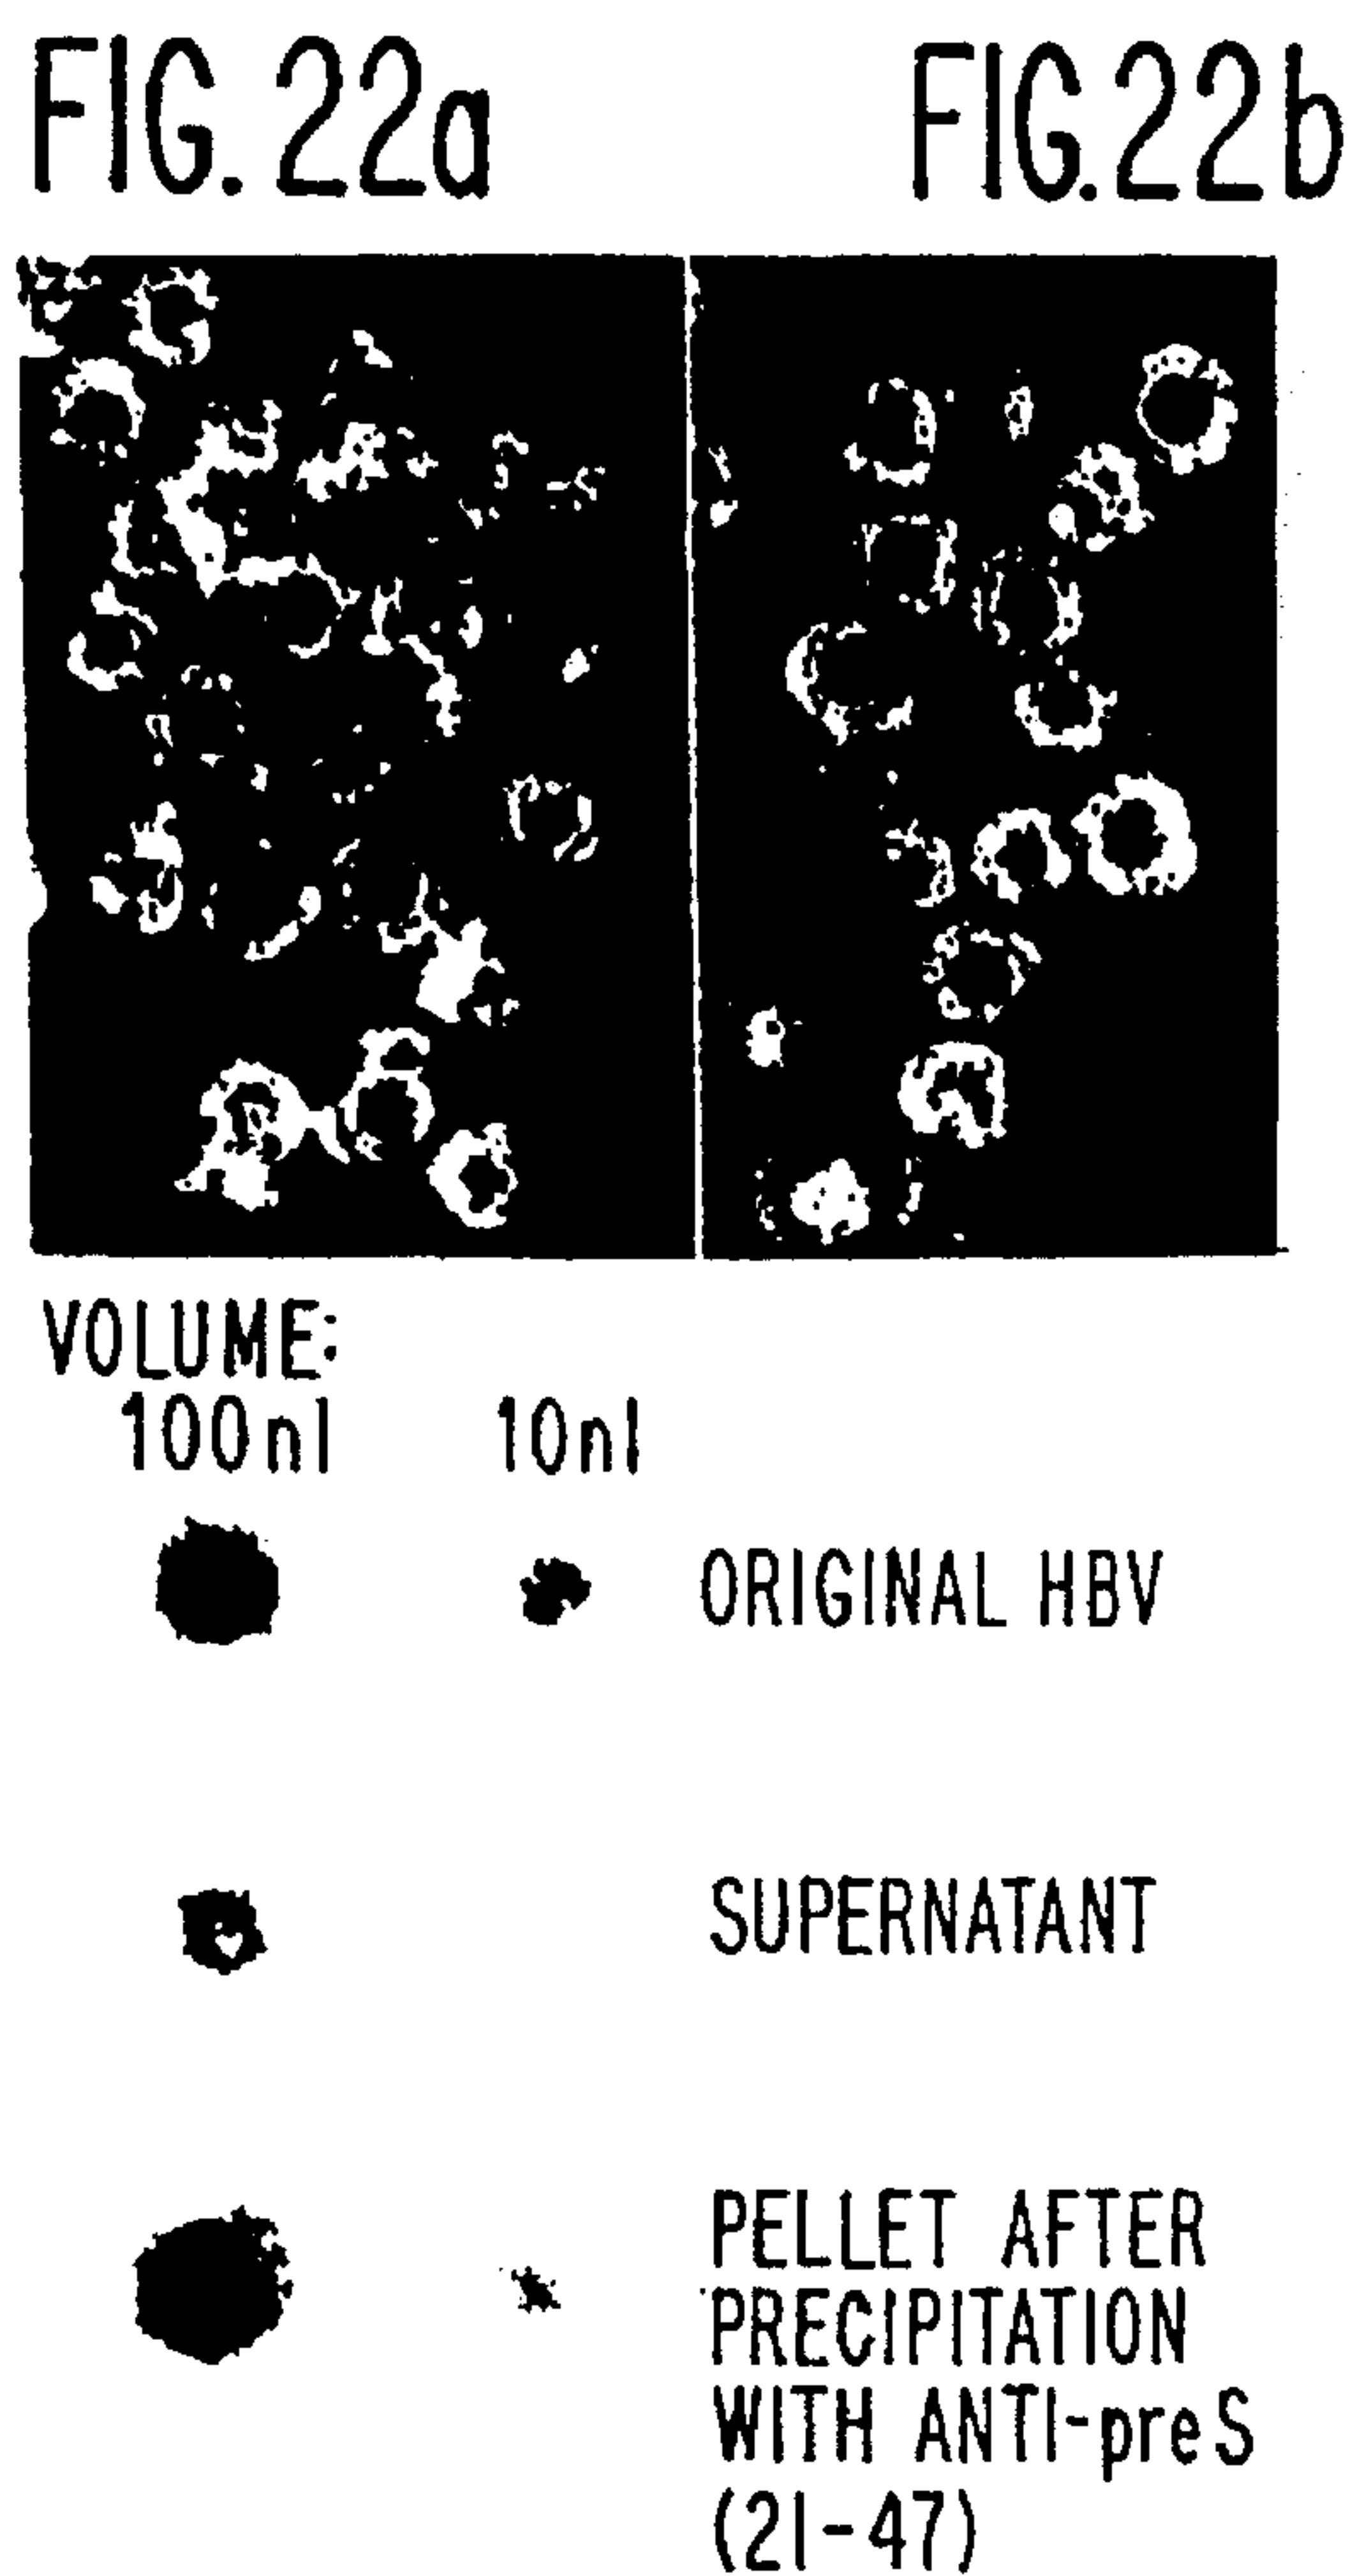 FIG. 22a
FIG. 22b
VOLUME:
100nl 10nl
ORIGINAL HBV
SUPERNATANT
PELLET AFTER
PRECIPITATION
WITH ANTI-preS
(21-47)